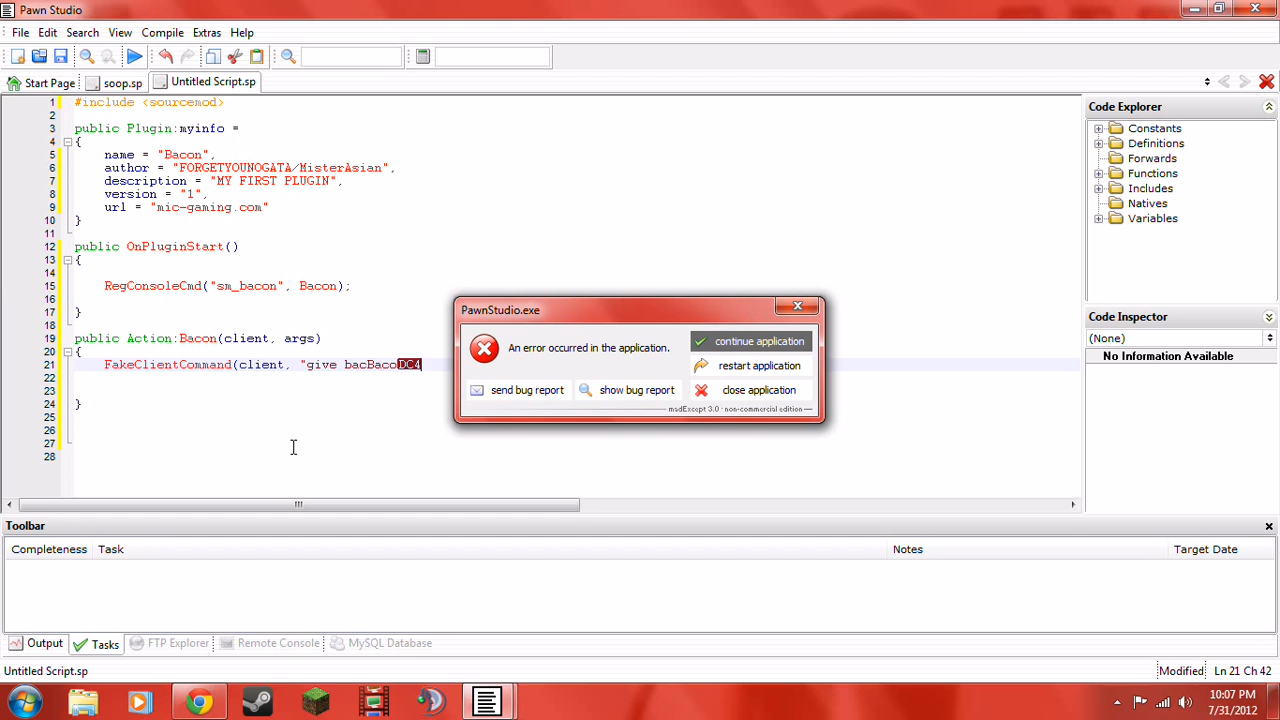 Pawn Studio
File Edit Search View Compile Extras Help
Start Page soop.sp Untitled Script.sp
1 #include <sourcemod>
2
3 public Plugin:myinfo =
4 {
5 name = "Bacon",
6 author = "FORGETYOUNOGATA/MisterAsian",
7 description = "MY FIRST PLUGIN",
8 version = "1",
9 url = "mic-gaming.com"
10 }
11
12 public OnPluginStart()
13 {
14
15 RegConsoleCmd("sm_bacon", Bacon);
16
17 }
18
19 public Action:Bacon(client, args)
20 {
21 FakeClientCommand(client, "give bacBacoDC4
22
23
24 }
25
26
27
28
PawnStudio.exe
An error occurred in the application.
continue application
restart application
send bug report show bug report close application
madExcept 3.0 · non-commercial edition
Code Explorer
Constants
Definitions
Forwards
Functions
Includes
Natives
Variables
Code Inspector
(None)
No Information Available
Toolbar
Completeness Task Notes Target Date
Output Tasks FTP Explorer Remote Console MySQL Database
Untitled Script.sp Modified Ln 21 Ch 42
10:07 PM
7/31/2012